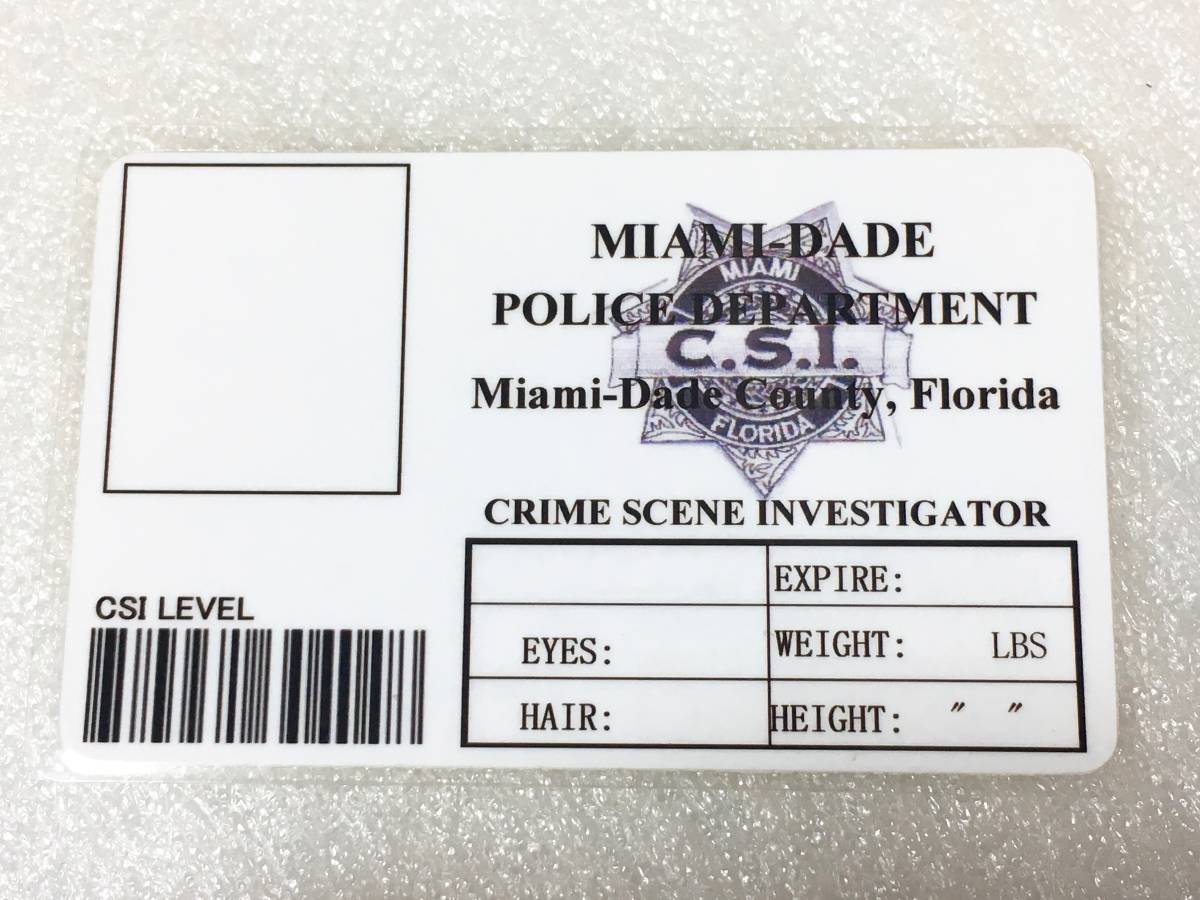 MIAMI-DADE
MIAMI
POLICE DEPARTMENT
C.S.I.
Miami-Dade County, Florida
FLORIDA
CRIME SCENE INVESTIGATOR
EXPIRE:
CSI LEVEL
EYES: WEIGHT: LBS
HAIR: HEIGHT: " "